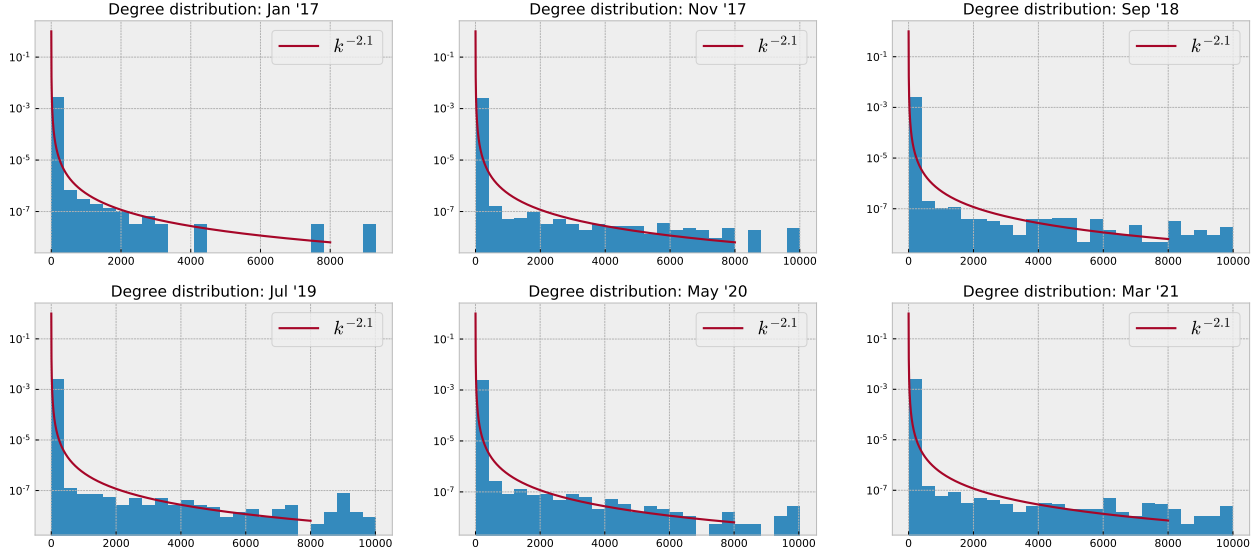 Degree distribution: Jan '17
k^{-2.1}
10^{-1}
10^{-3}
10^{-5}
10^{-7}
0 2000 4000 6000 8000
Degree distribution: Nov '17
k^{-2.1}
10^{-1}
10^{-3}
10^{-5}
10^{-7}
0 2000 4000 6000 8000 10000
Degree distribution: Sep '18
k^{-2.1}
10^{-1}
10^{-3}
10^{-5}
10^{-7}
0 2000 4000 6000 8000 10000
Degree distribution: Jul '19
k^{-2.1}
10^{-1}
10^{-3}
10^{-5}
10^{-7}
0 2000 4000 6000 8000 10000
Degree distribution: May '20
k^{-2.1}
10^{-1}
10^{-3}
10^{-5}
10^{-7}
0 2000 4000 6000 8000 10000
Degree distribution: Mar '21
k^{-2.1}
10^{-1}
10^{-3}
10^{-5}
10^{-7}
0 2000 4000 6000 8000 10000